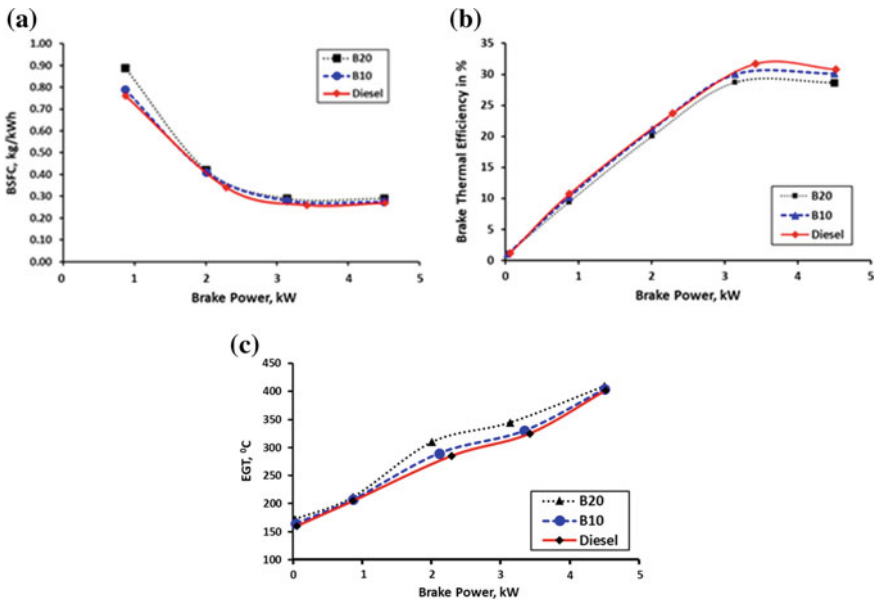 (a)
BSFC, kg/kWh
1.00
0.90
0.80
0.70
0.60
0.50
0.40
0.30
0.20
0.10
0.00
0 1 2 3 4 5
Brake Power, kW
B20
B10
Diesel
(b)
Brake Thermal Efficiency in %
35
30
25
20
15
10
5
0
0 1 2 3 4 5
Brake Power, kW
B20
B10
Diesel
(c)
EGT, ⁰C
450
400
350
300
250
200
150
100
0 1 2 3 4 5
Brake Power, kW
B20
B10
Diesel